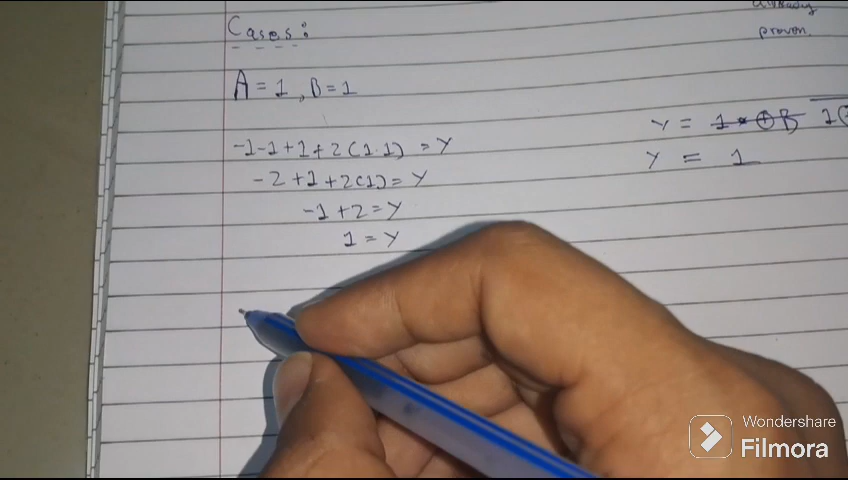 proven.
Cases:
A = 1, B = 1
-1-1+1+2(1.1) = Y
-2+1+2(1) = Y
-1+2 = Y
1 = Y
Y =
Y = 1
Wondershare
Filmora